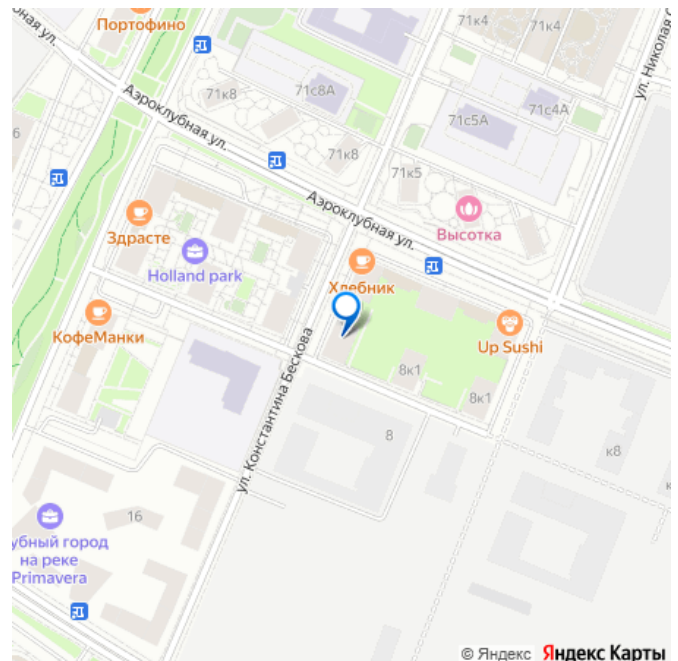 Портофино
71к4
71к4
ная ул.
ул. Николая С
71к8
71с8А
Аэроклубная ул.
71с4А
71с5А
6
71к8
71к5
Аэроклубная ул.
Здрасте
Высотка
Holland park
Хлебник
КофеМанки
Up Sushi
8к1
8к1
ул. Константина Бескова
8
к8
к
16
убный город
на реке
Primavera
© Яндекс Яндекс Карты